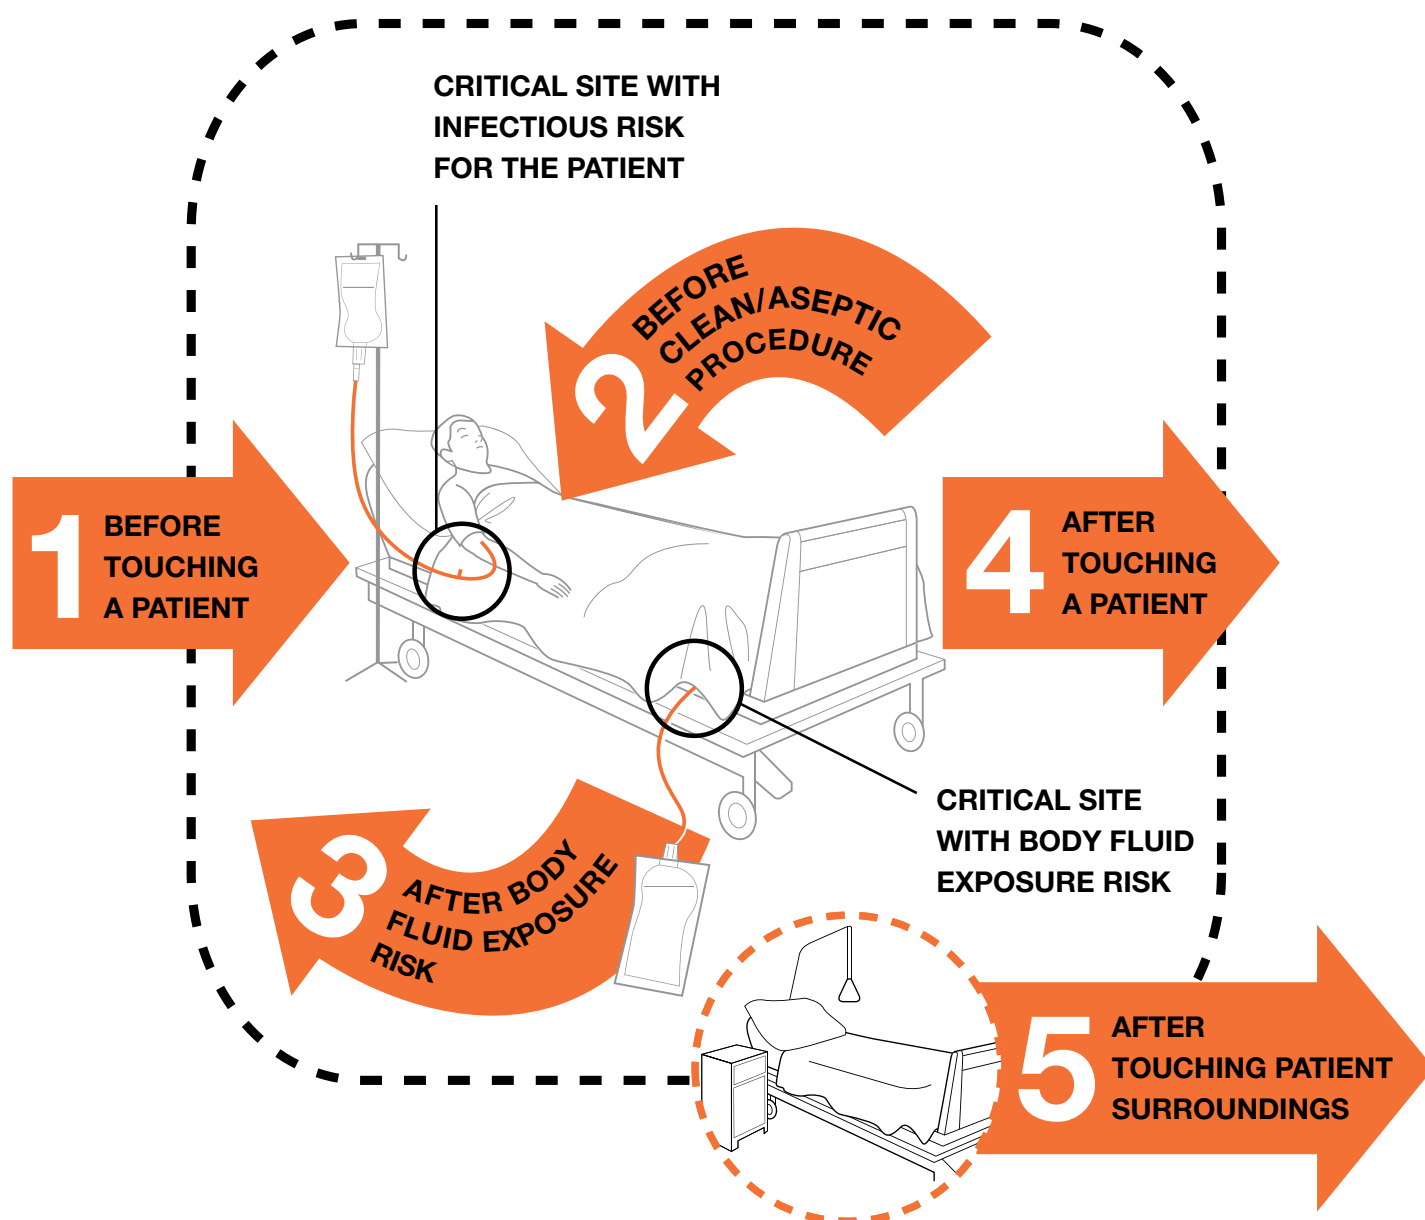 CRITICAL SITE WITH
INFECTIOUS RISK
FOR THE PATIENT
1
BEFORE
TOUCHING
A PATIENT
2
BEFORE
CLEAN/ASEPTIC
PROCEDURE
3
AFTER BODY
FLUID EXPOSURE
RISK
4
AFTER
TOUCHING
A PATIENT
CRITICAL SITE
WITH BODY FLUID
EXPOSURE RISK
5
AFTER
TOUCHING PATIENT
SURROUNDINGS